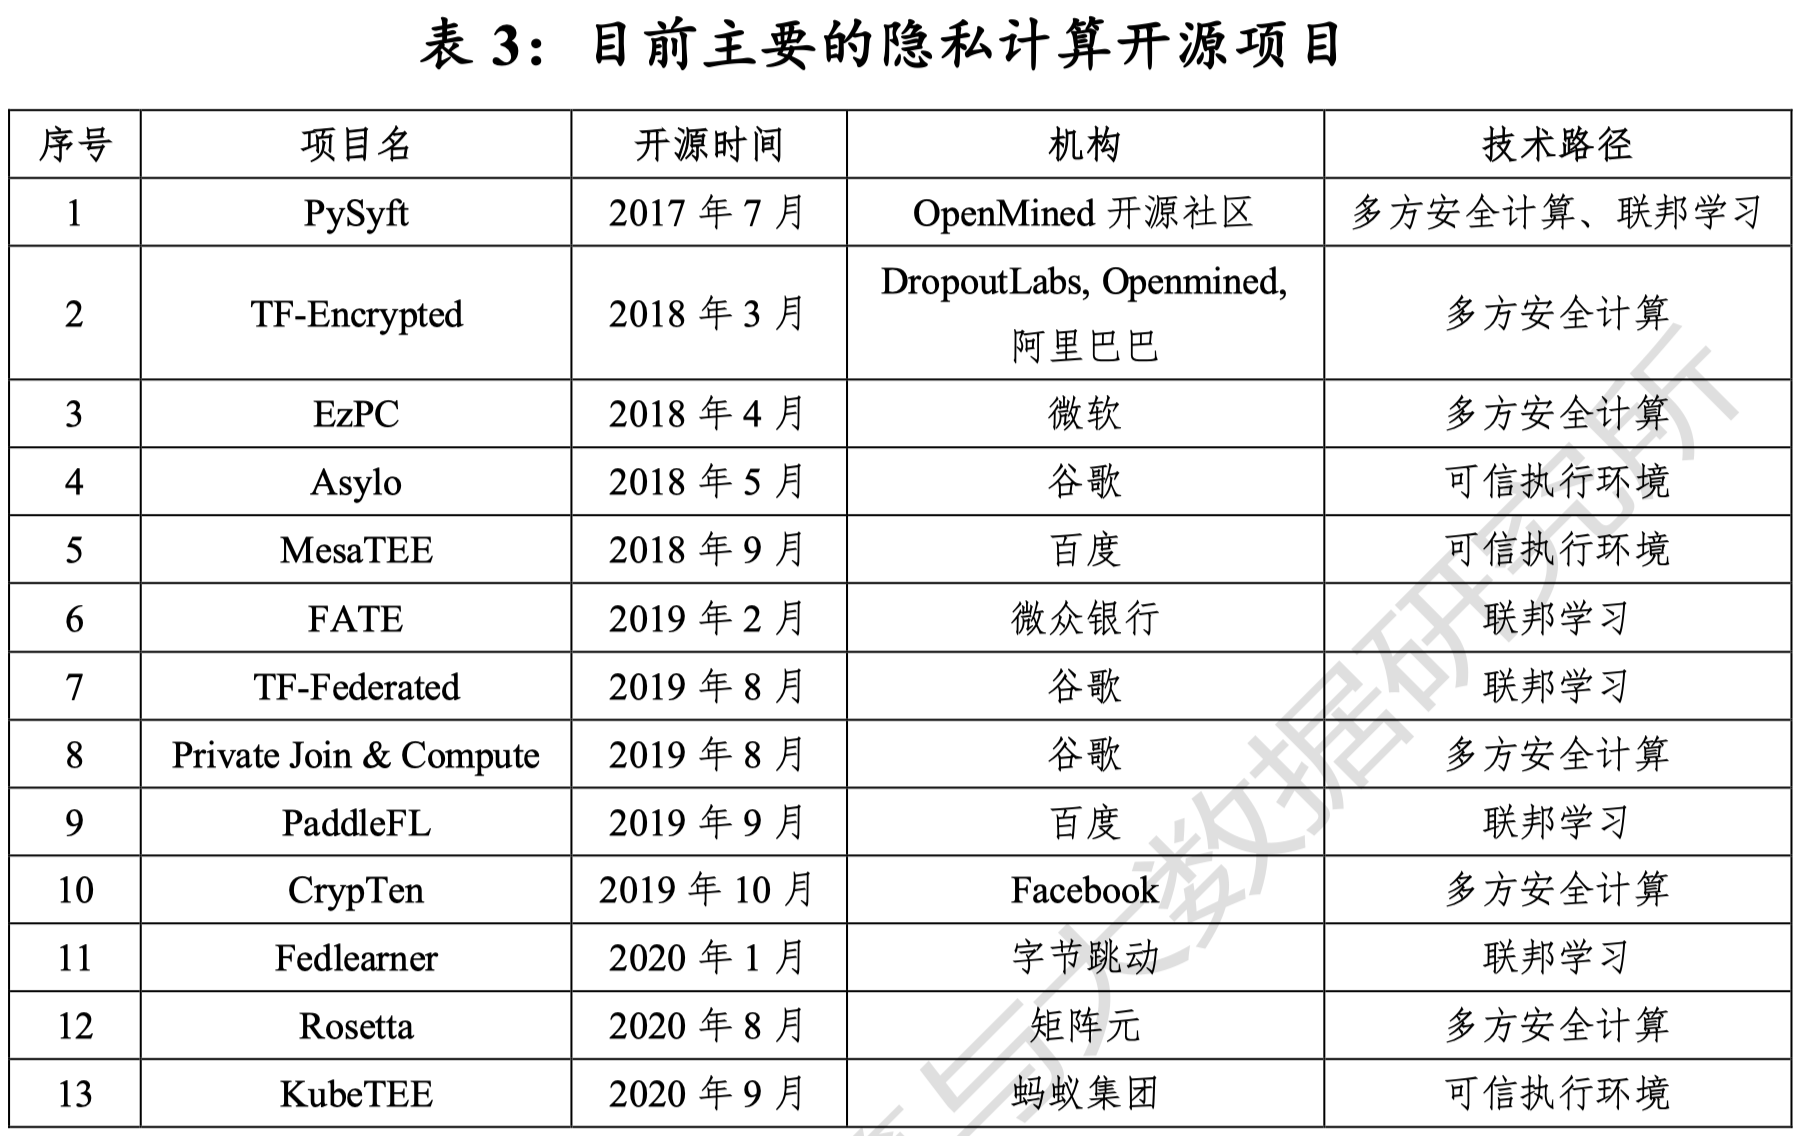 表 3：目前主要的隐私计算开源项目
序号 项目名 开源时间 机构 技术路径
1 PySyft 2017 年 7 月 OpenMined 开源社区 多方安全计算、联邦学习
2 TF-Encrypted 2018 年 3 月 DropoutLabs, Openmined, 阿里巴巴 多方安全计算
3 EzPC 2018 年 4 月 微软 多方安全计算
4 Asylo 2018 年 5 月 谷歌 可信执行环境
5 MesaTEE 2018 年 9 月 百度 可信执行环境
6 FATE 2019 年 2 月 微众银行 联邦学习
7 TF-Federated 2019 年 8 月 谷歌 联邦学习
8 Private Join & Compute 2019 年 8 月 谷歌 多方安全计算
9 PaddleFL 2019 年 9 月 百度 联邦学习
10 CrypTen 2019 年 10 月 Facebook 多方安全计算
11 Fedlearner 2020 年 1 月 字节跳动 联邦学习
12 Rosetta 2020 年 8 月 矩阵元 多方安全计算
13 KubeTEE 2020 年 9 月 蚂蚁集团 可信执行环境
与大数据研究所